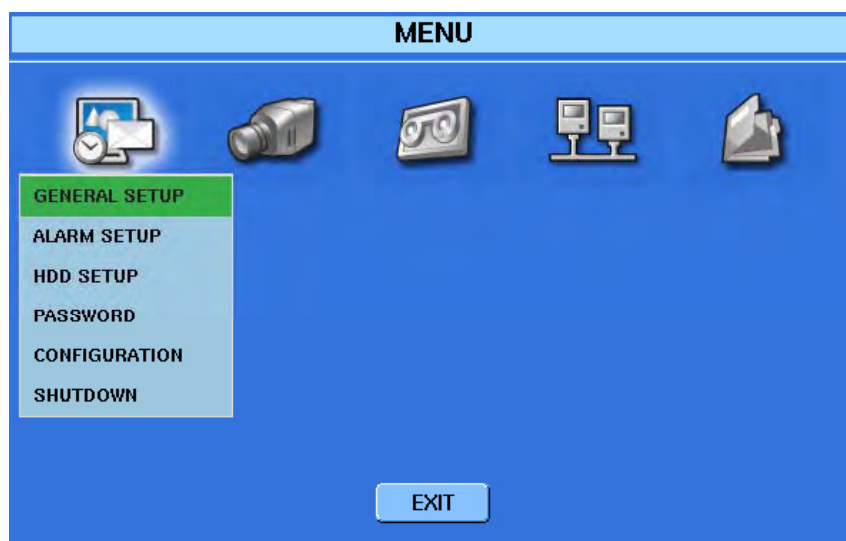 MENU
GENERAL SETUP
ALARM SETUP
HDD SETUP
PASSWORD
CONFIGURATION
SHUTDOWN
EXIT